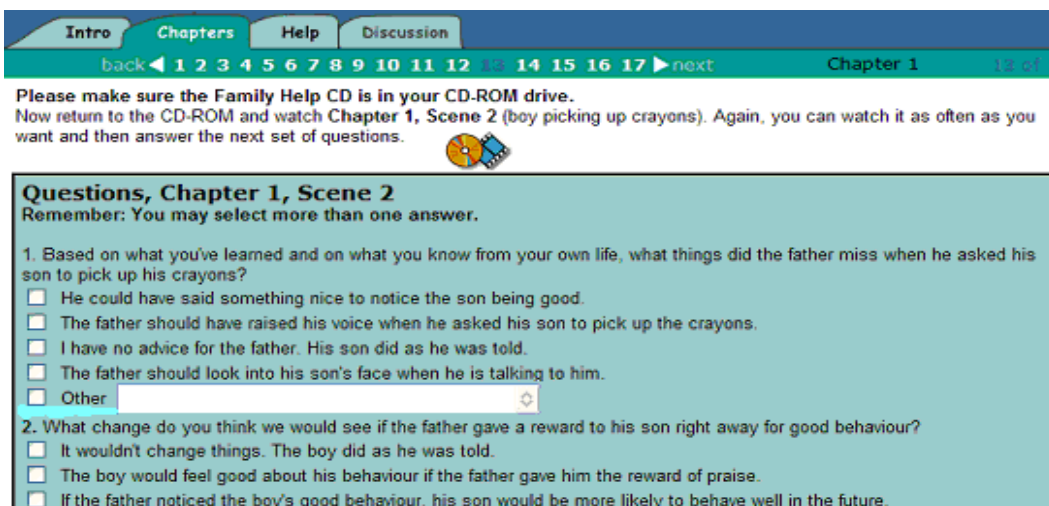 Intro Chapters Help Discussion
back 1 2 3 4 5 6 7 8 9 10 11 12 13 14 15 16 17 next Chapter 1 13 of
Please make sure the Family Help CD is in your CD-ROM drive.
Now return to the CD-ROM and watch Chapter 1, Scene 2 (boy picking up crayons). Again, you can watch it as often as you
want and then answer the next set of questions.
Questions, Chapter 1, Scene 2
Remember: You may select more than one answer.
1. Based on what you've learned and on what you know from your own life, what things did the father miss when he asked his
son to pick up his crayons?
He could have said something nice to notice the son being good.
The father should have raised his voice when he asked his son to pick up the crayons.
I have no advice for the father. His son did as he was told.
The father should look into his son's face when he is talking to him.
Other
2. What change do you think we would see if the father gave a reward to his son right away for good behaviour?
It wouldn't change things. The boy did as he was told.
The boy would feel good about his behaviour if the father gave him the reward of praise.
If the father noticed the boy's good behaviour, his son would be more likely to behave well in the future.